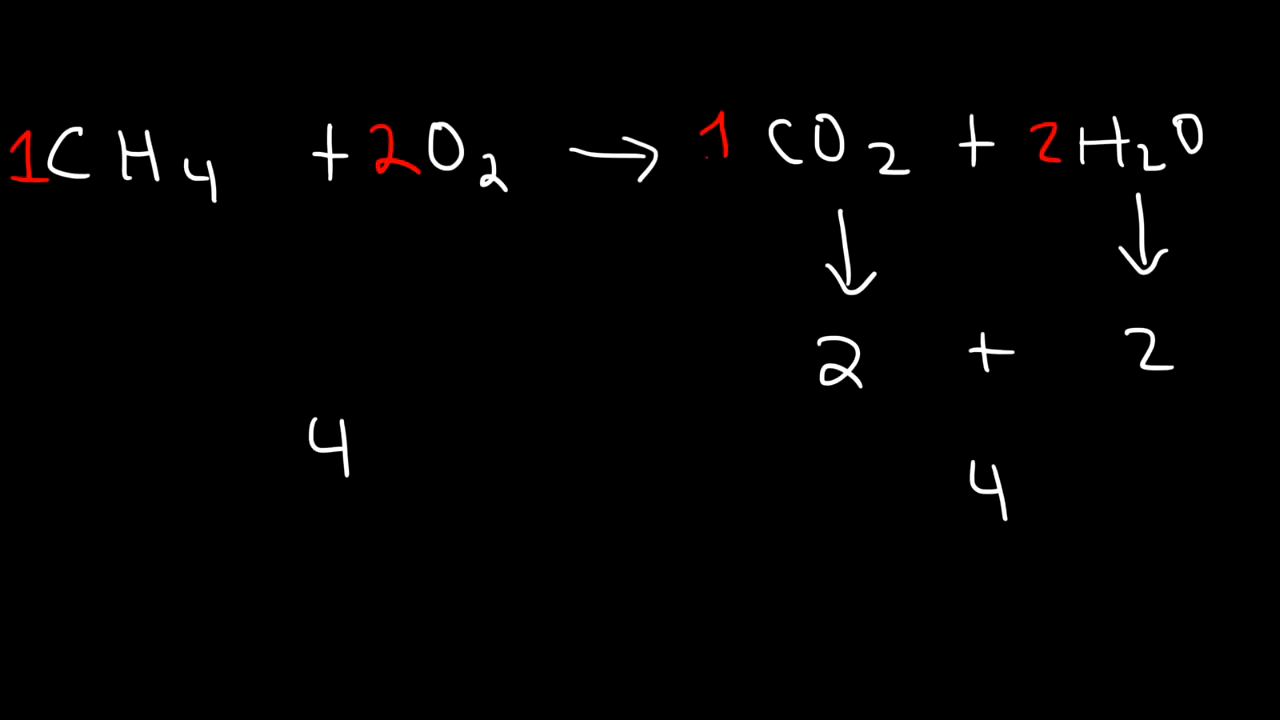 1CH₄ + 2O₂ → 1 CO₂ + 2H₂O
↓ ↓
2 + 2
4
4